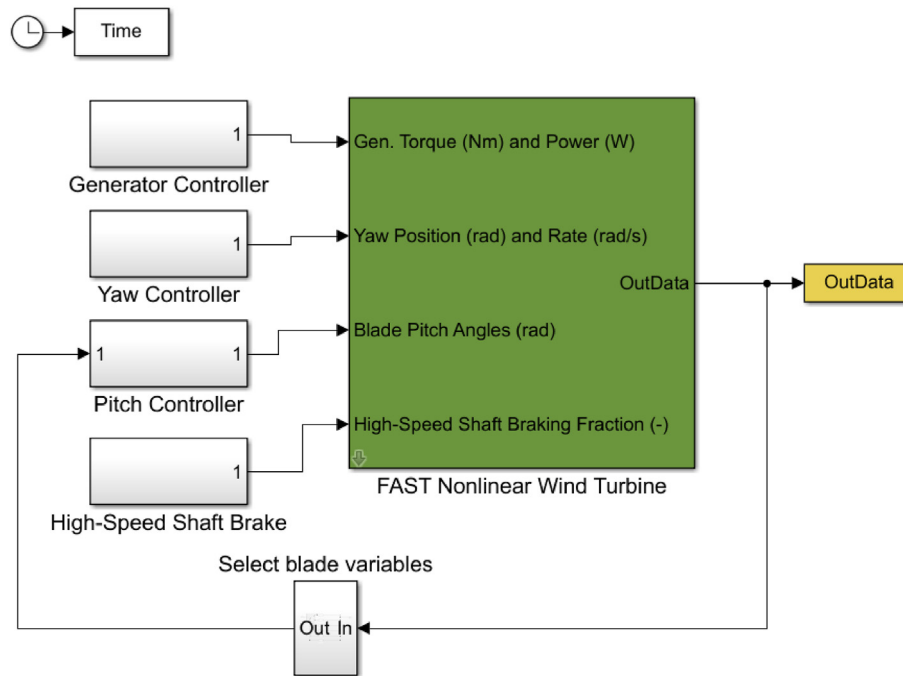 Time
1
Generator Controller
Gen. Torque (Nm) and Power (W)
1
Yaw Controller
Yaw Position (rad) and Rate (rad/s)
OutData
OutData
1 1
Pitch Controller
Blade Pitch Angles (rad)
1
High-Speed Shaft Brake
High-Speed Shaft Braking Fraction (-)
FAST Nonlinear Wind Turbine
Select blade variables
Out In